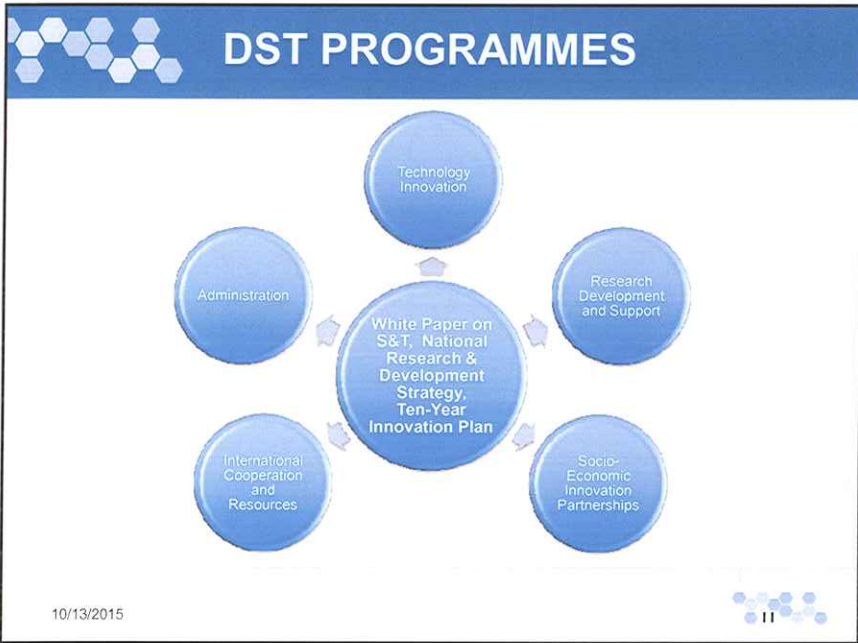 DST PROGRAMMES
Technology
Innovation
Administration
Research
Development
and Support
White Paper on
S&T, National
Research &
Development
Strategy,
Ten-Year
Innovation Plan
International
Cooperation
and
Resources
Socio-
Economic
Innovation
Partnerships
10/13/2015
11